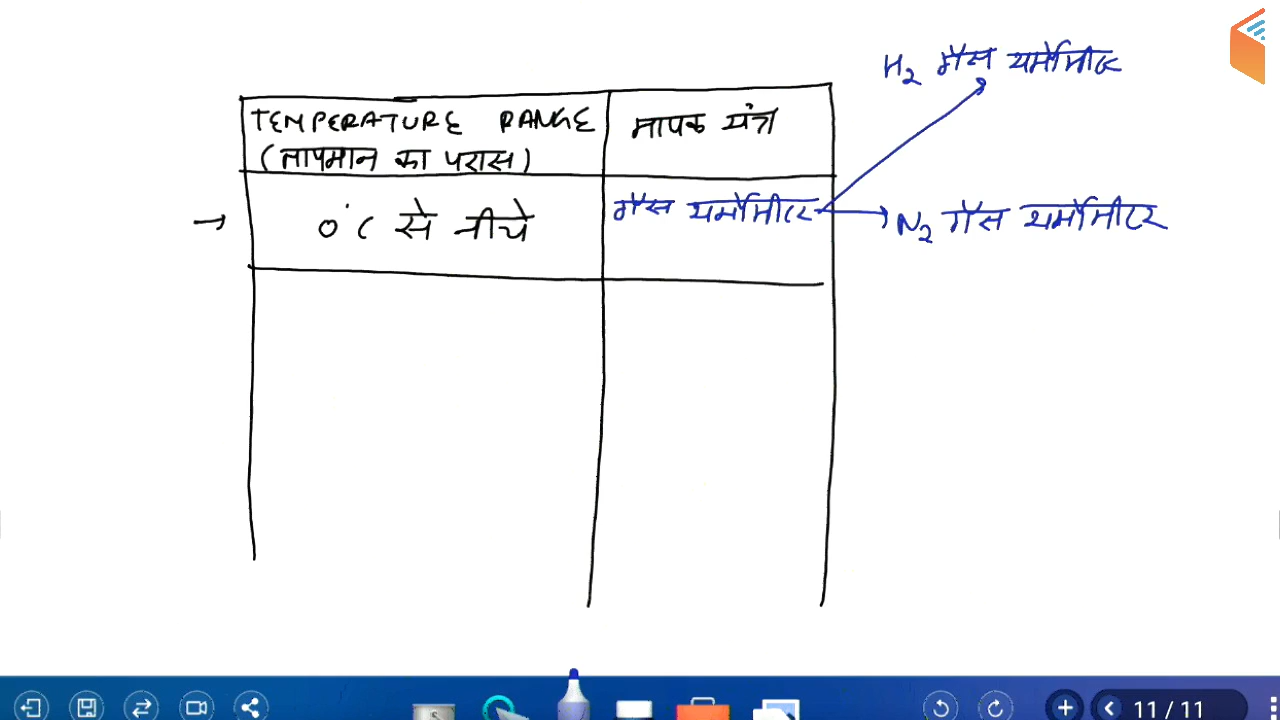 H2 गैस थर्मोमीटर
TEMPERATURE RANGE
(तापमान का परास)
मापक यंत्र
→ 0°C से नीचे
गैस थर्मोमीटर
N2 गैस थर्मोमीटर
11/11